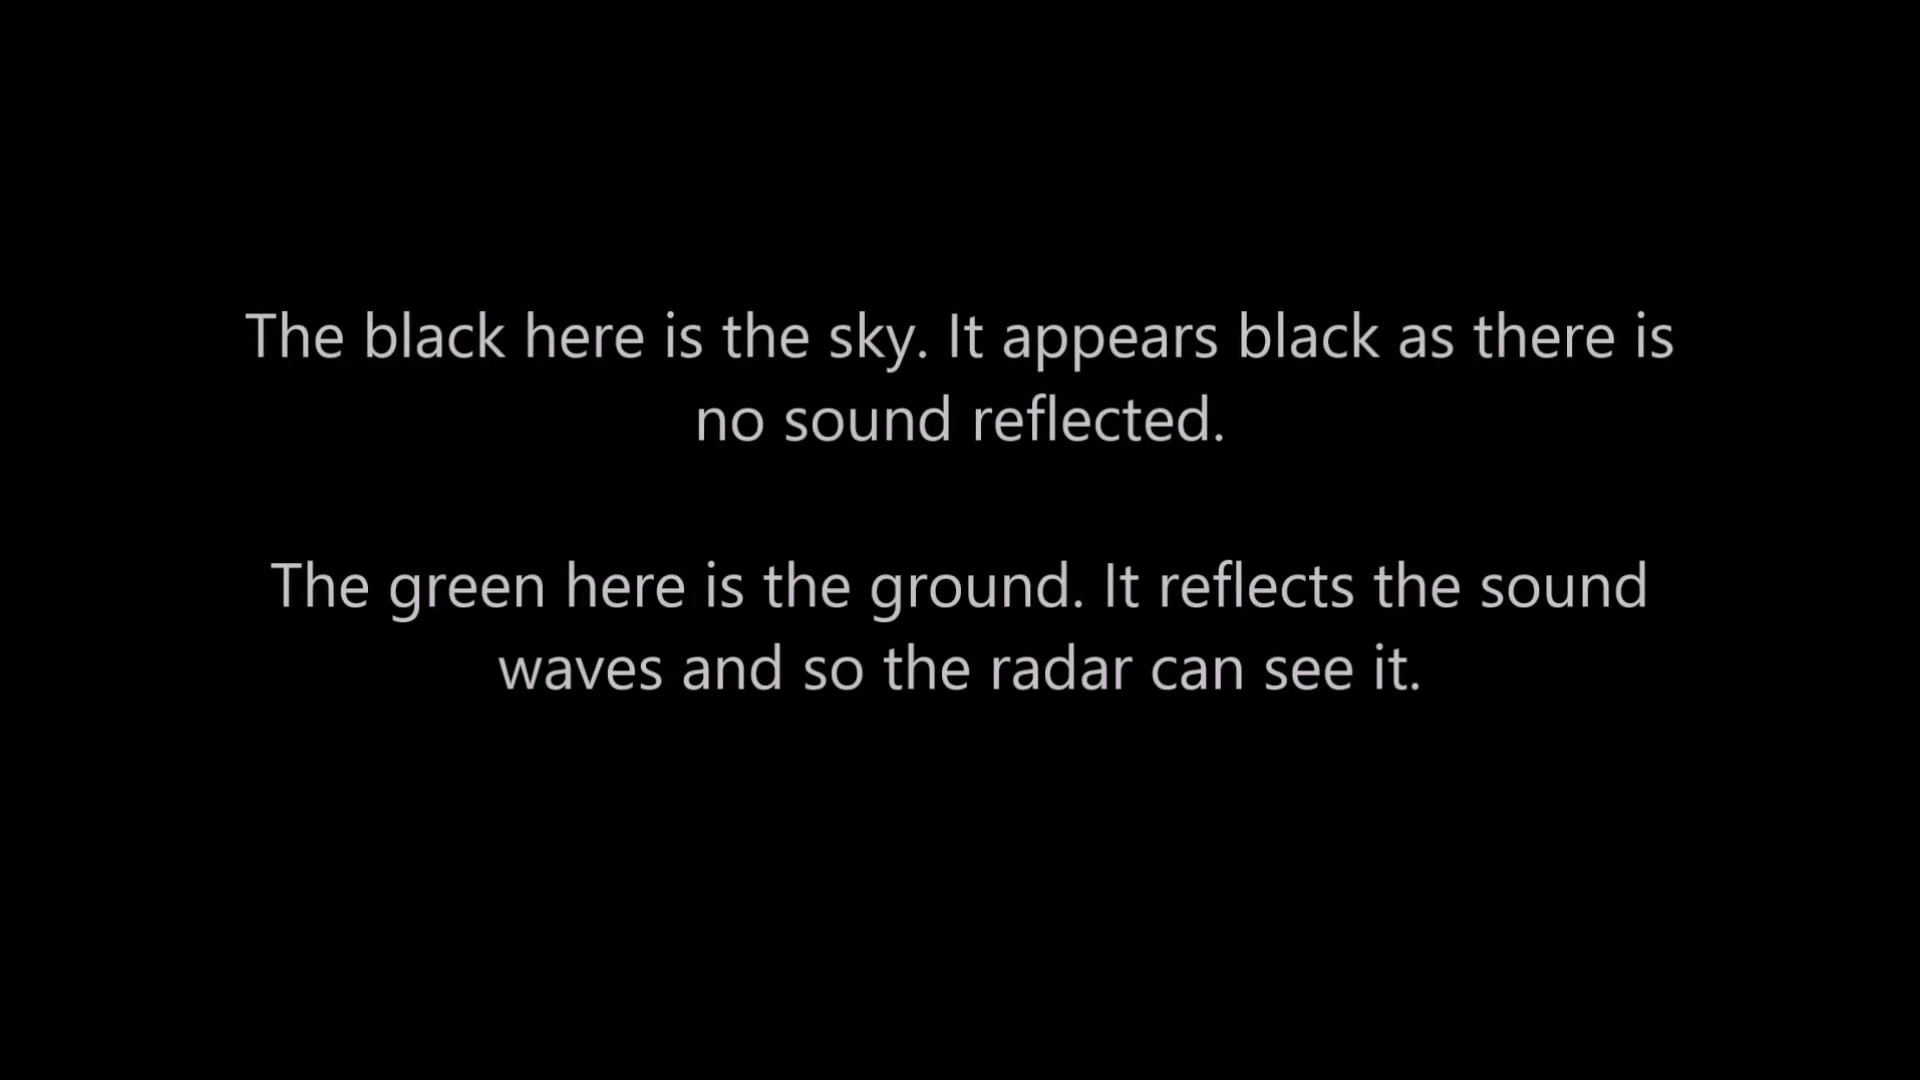 The black here is the sky. It appears black as there is
no sound reflected.
The green here is the ground. It reflects the sound
waves and so the radar can see it.